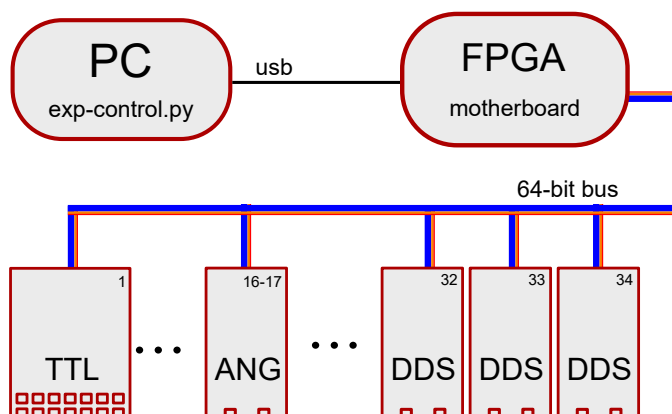 PC
exp-control.py
usb
FPGA
motherboard
64-bit bus
1
16-17
32
33
34
TTL
...
ANG
...
DDS
DDS
DDS